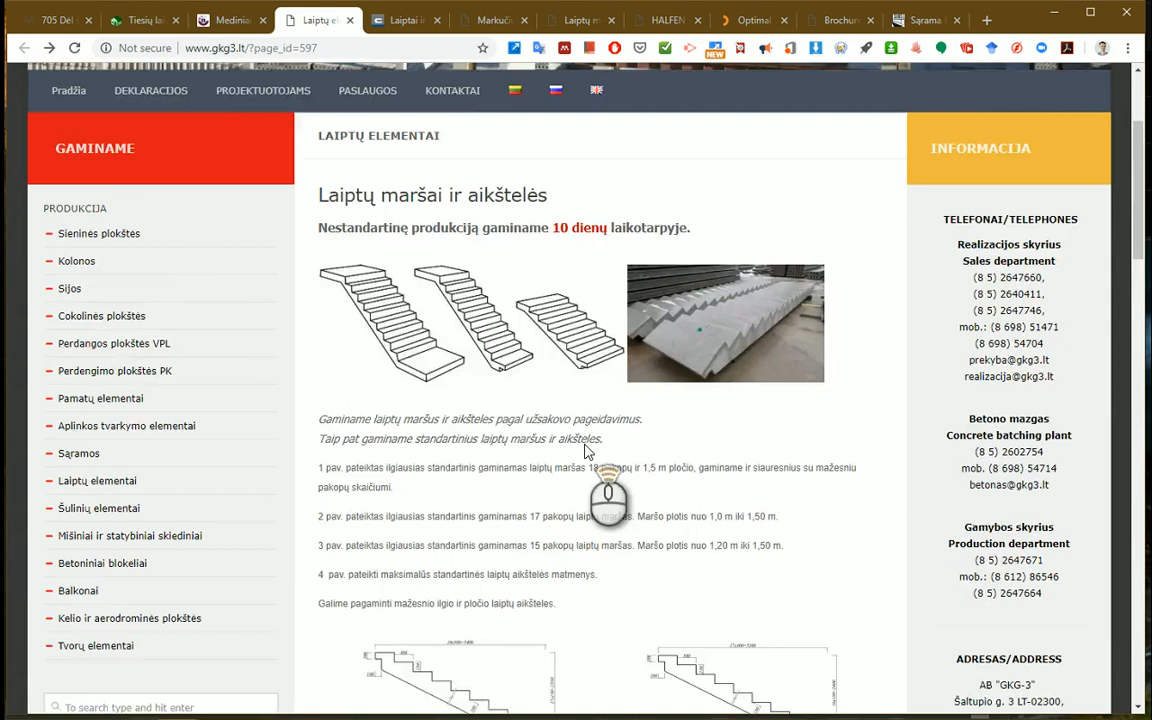 705 Dėl s
Tiesių lai
Mediniai
Laiptų el
Laiptai ir
Markučių
Laiptų m
HALFEN
Optimal
Brochure
Sąrama S
Not secure
www.gkg3.lt/?page_id=597
NEW
Pradžia
DEKLARACIJOS
PROJEKTUOTOJAMS
PASLAUGOS
KONTAKTAI
GAMINAME
PRODUKCIJA
Sieninės plokštės
Kolonos
Sijos
Cokolinės plokštės
Perdangos plokštės VPL
Perdengimo plokštės PK
Pamatų elementai
Aplinkos tvarkymo elementai
Sąramos
Laiptų elementai
Šulinių elementai
Mišiniai ir statybiniai skiediniai
Betoniniai blokeliai
Balkonai
Kelio ir aerodrominės plokštės
Tvorų elementai
To search type and hit enter
LAIPTŲ ELEMENTAI
Laiptų maršai ir aikštelės
Nestandartinę produkciją gaminame 10 dienų laikotarpyje.
Gaminame laiptų maršus ir aikšteles pagal užsakovo pageidavimus.
Taip pat gaminame standartinius laiptų maršus ir aikšteles.
1 pav. pateiktas ilgiausias standartinis gaminamas laiptų maršas 18 pakopų ir 1,5 m pločio, gaminame ir siauresnius su mažesniu
pakopų skaičiumi.
2 pav. pateiktas ilgiausias standartinis gaminamas 17 pakopų laiptų maršas. Maršo plotis nuo 1,0 m iki 1,50 m.
3 pav. pateiktas ilgiausias standartinis gaminamas 15 pakopų laiptų maršas. Maršo plotis nuo 1,20 m iki 1,50 m.
4 pav. pateikti maksimalūs standartinės laiptų aikštelės matmenys.
Galime pagaminti mažesnio ilgio ir pločio laiptų aikšteles.
INFORMACIJA
TELEFONAI/TELEPHONES
Realizacijos skyrius
Sales department
(8 5) 2647660,
(8 5) 2640411,
(8 5) 2647746,
mob.: (8 698) 51471
(8 698) 54704
prekyba@gkg3.lt
realizacija@gkg3.lt
Betono mazgas
Concrete batching plant
(8 5) 2602754
mob. (8 698) 54714
betonas@gkg3.lt
Gamybos skyrius
Production department
(8 5) 2647671
mob.: (8 612) 86546
(8 5) 2647664
ADRESAS/ADDRESS
AB "GKG-3"
Šaltupio g. 3 LT-02300,